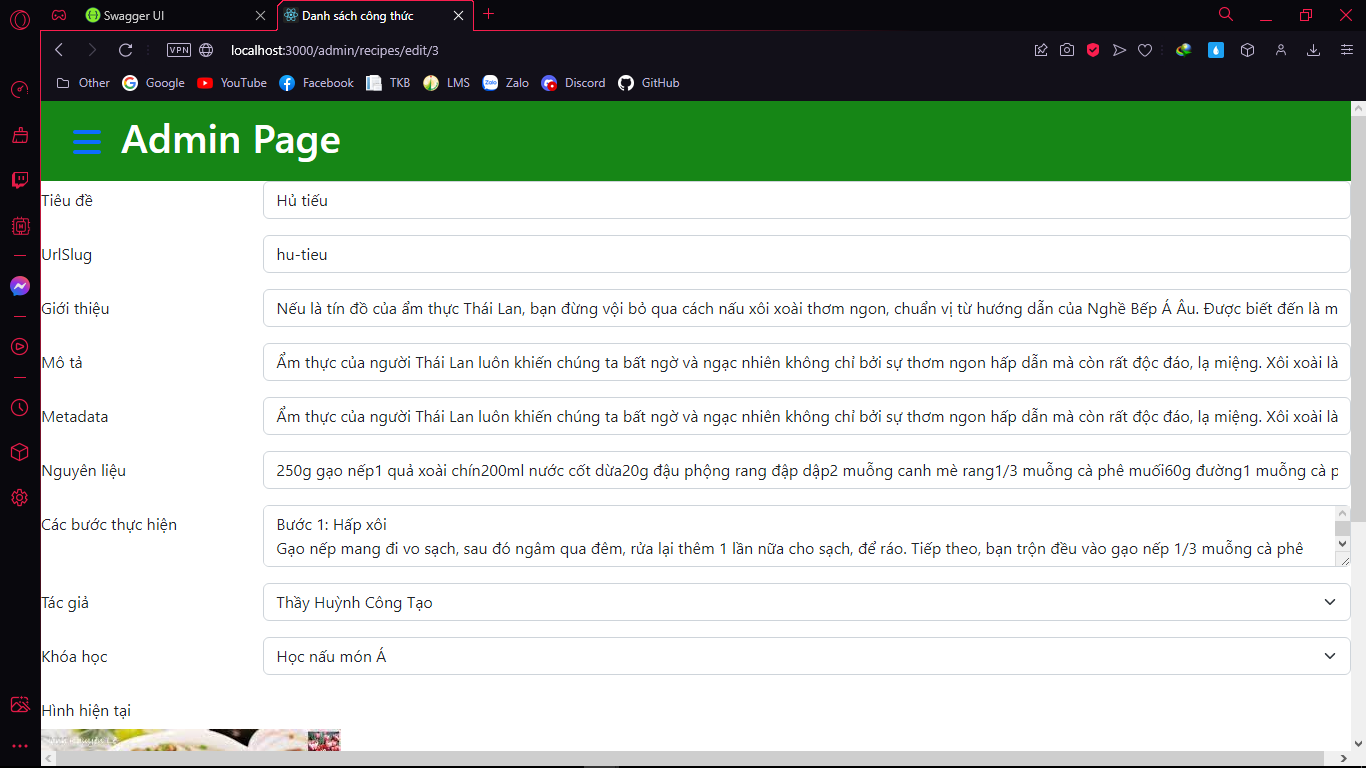 Swagger UI
Danh sách công thức
VPN
localhost:3000/admin/recipes/edit/3
Other
Google
YouTube
Facebook
TKB
LMS
Zalo
Discord
GitHub
Admin Page
Tiêu đề
Hủ tiếu
UrlSlug
hu-tieu
Giới thiệu
Nếu là tín đồ của ẩm thực Thái Lan, bạn đừng vội bỏ qua cách nấu xôi xoài thơm ngon, chuẩn vị từ hướng dẫn của Nghề Bếp Á Âu. Được biết đến là m
Mô tả
Ẩm thực của người Thái Lan luôn khiến chúng ta bất ngờ và ngạc nhiên không chỉ bởi sự thơm ngon hấp dẫn mà còn rất độc đáo, lạ miệng. Xôi xoài là
Metadata
Ẩm thực của người Thái Lan luôn khiến chúng ta bất ngờ và ngạc nhiên không chỉ bởi sự thơm ngon hấp dẫn mà còn rất độc đáo, lạ miệng. Xôi xoài là
Nguyên liệu
250g gạo nếp1 quả xoài chín200ml nước cốt dừa20g đậu phộng rang đập dập2 muỗng canh mè rang1/3 muỗng cà phê muối60g đường1 muỗng cà p
Các bước thực hiện
Bước 1: Hấp xôi
Gạo nếp mang đi vo sạch, sau đó ngâm qua đêm, rửa lại thêm 1 lần nữa cho sạch, để ráo. Tiếp theo, bạn trộn đều vào gạo nếp 1/3 muỗng cà phê
Tác giả
Thầy Huỳnh Công Tạo
Khóa học
Học nấu món Á
Hình hiện tại